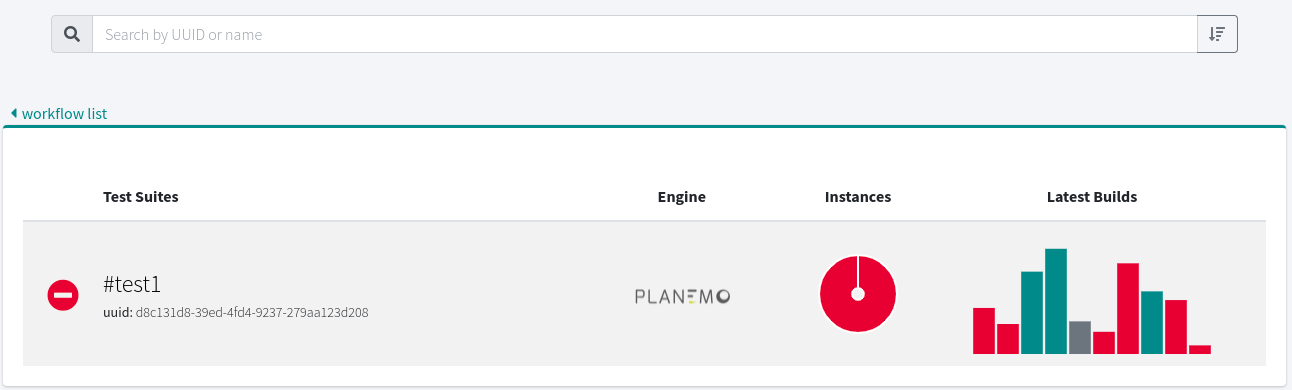 Search by UUID or name
workflow list
Test Suites Engine Instances Latest Builds
#test1
uuid: d8c131d8-39ed-4fd4-9237-279aa123d208
PLANEMO